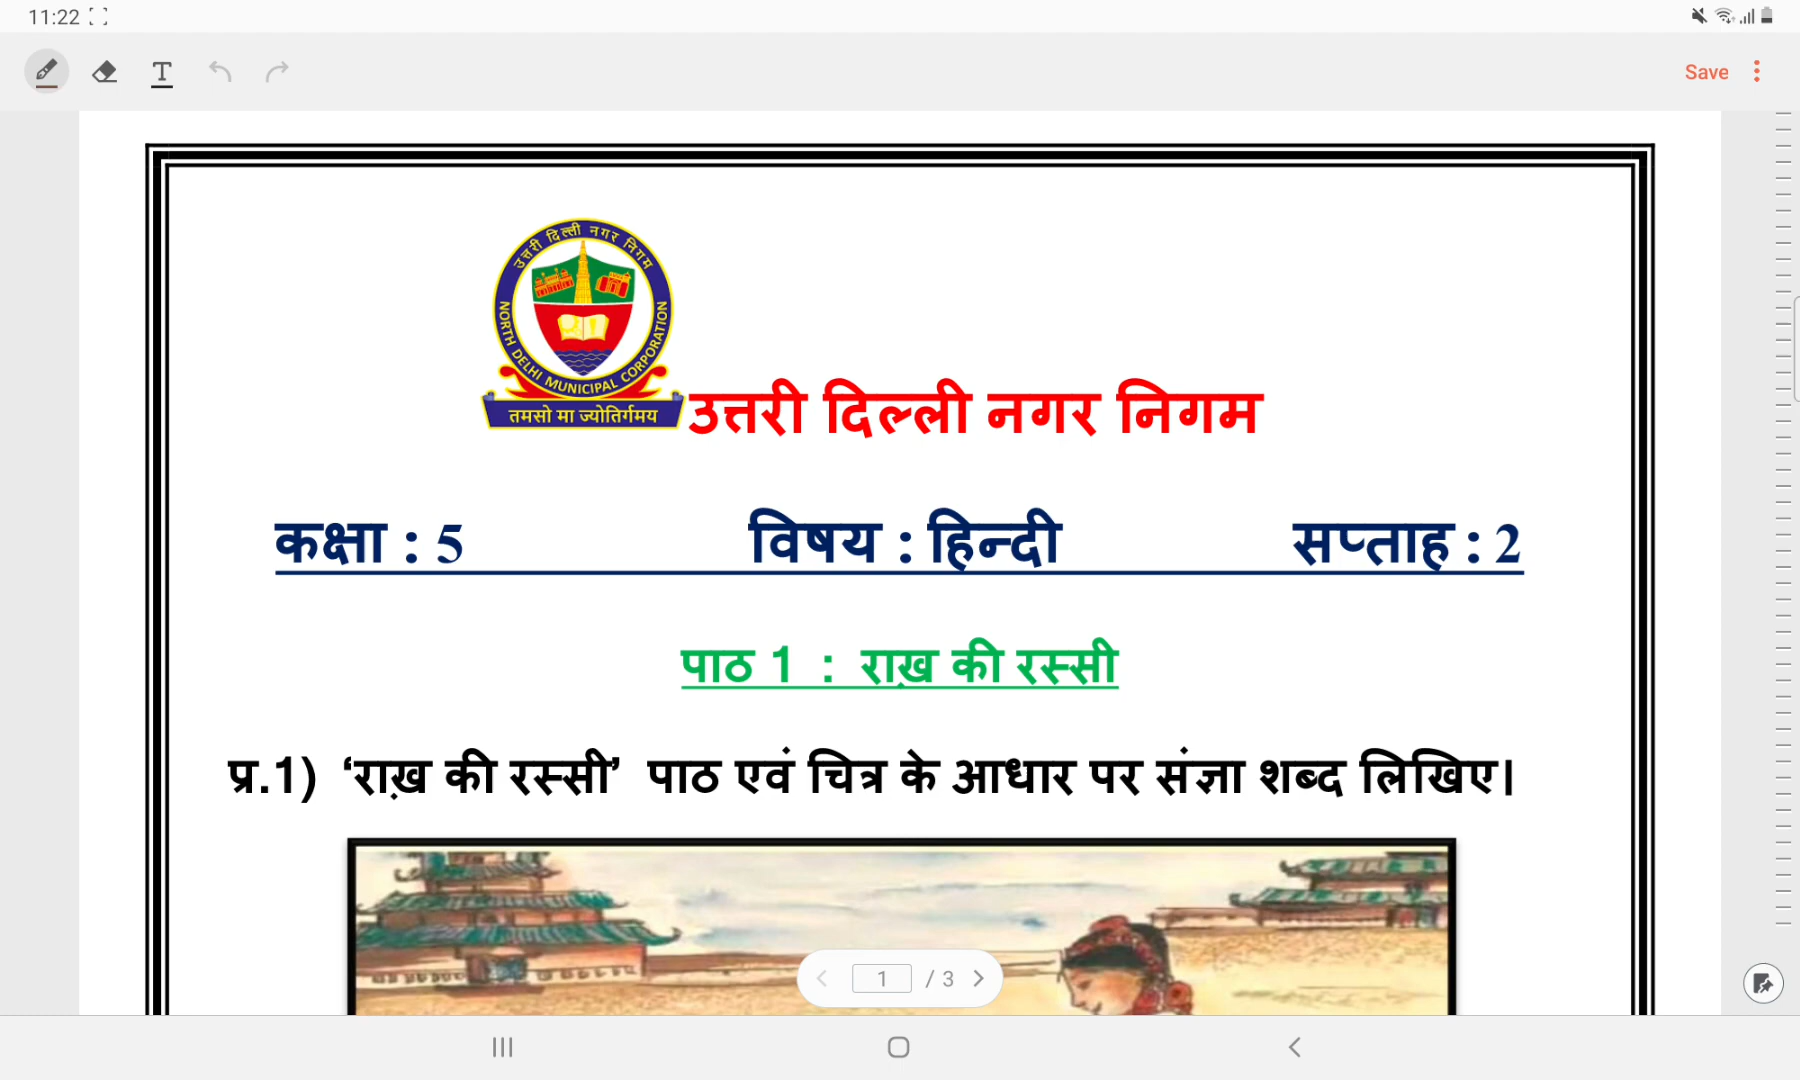 11:22
T
Save
उत्तरी दिल्ली नगर निगम
NORTH DELHI MUNICIPAL CORPORATION
तमसो मा ज्योतिर्गमय
उत्तरी दिल्ली नगर निगम
कक्षा : 5 विषय : हिन्दी सप्ताह : 2
पाठ 1 : राख़ की रस्सी
प्र.1) ‘राख़ की रस्सी’ पाठ एवं चित्र के आधार पर संज्ञा शब्द लिखिए।
1 / 3